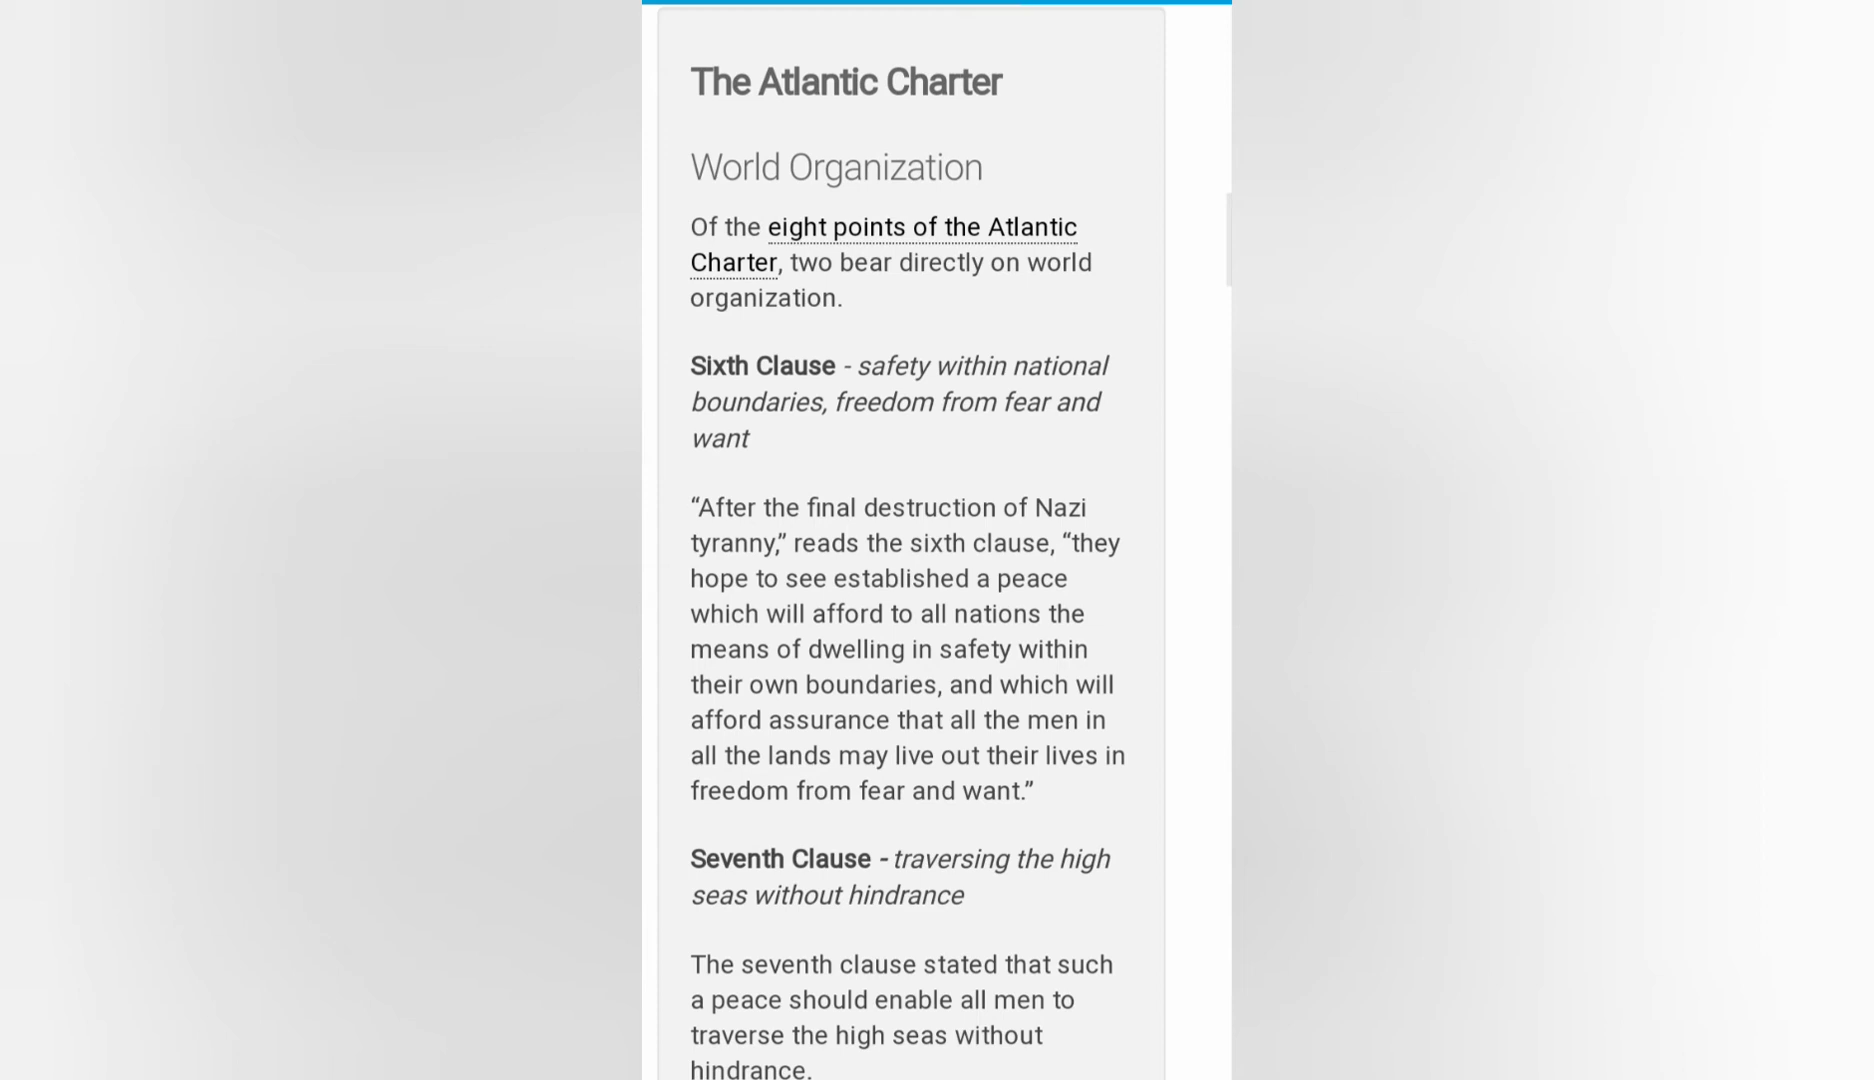 The Atlantic Charter
World Organization
Of the eight points of the Atlantic
Charter, two bear directly on world
organization.
Sixth Clause - safety within national
boundaries, freedom from fear and
want
“After the final destruction of Nazi
tyranny,” reads the sixth clause, “they
hope to see established a peace
which will afford to all nations the
means of dwelling in safety within
their own boundaries, and which will
afford assurance that all the men in
all the lands may live out their lives in
freedom from fear and want.”
Seventh Clause - traversing the high
seas without hindrance
The seventh clause stated that such
a peace should enable all men to
traverse the high seas without
hindrance.